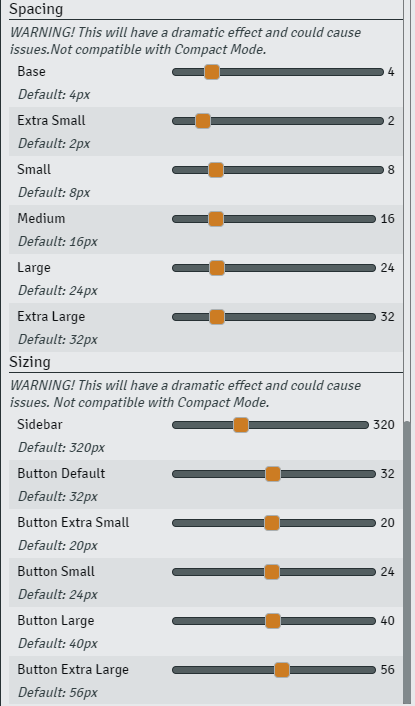 Spacing
WARNING! This will have a dramatic effect and could cause
issues.Not compatible with Compact Mode.
Base 4
Default: 4px
Extra Small 2
Default: 2px
Small 8
Default: 8px
Medium 16
Default: 16px
Large 24
Default: 24px
Extra Large 32
Default: 32px
Sizing
WARNING! This will have a dramatic effect and could cause
issues. Not compatible with Compact Mode.
Sidebar 320
Default: 320px
Button Default 32
Default: 32px
Button Extra Small 20
Default: 20px
Button Small 24
Default: 24px
Button Large 40
Default: 40px
Button Extra Large 56
Default: 56px